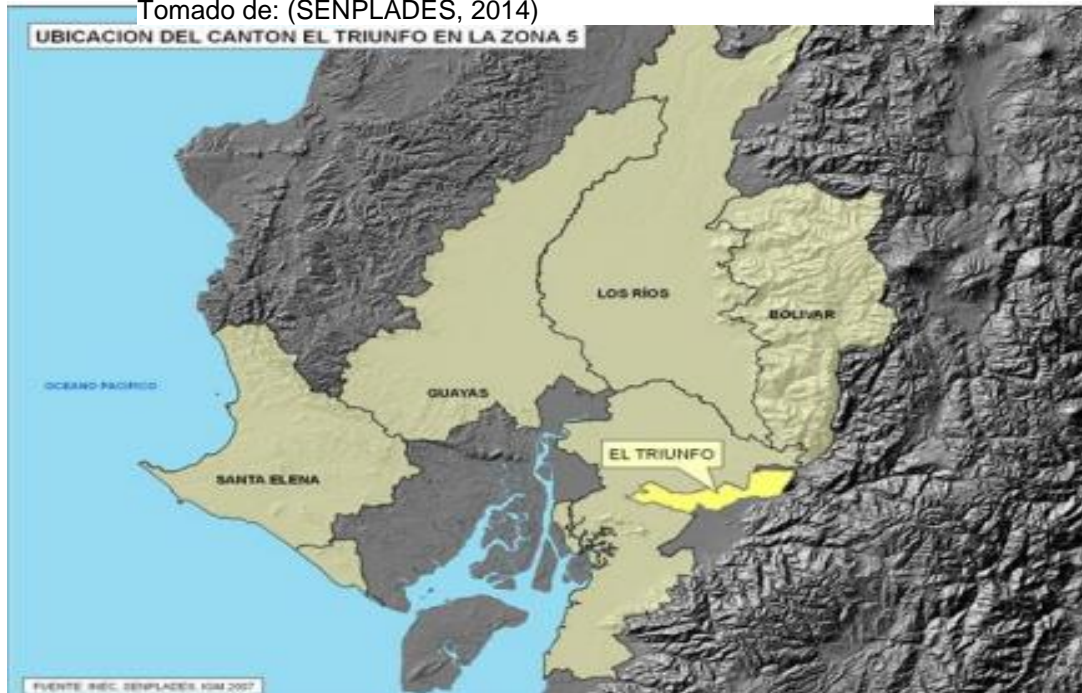 Tomado de: (SENPLADES, 2014)
UBICACION DEL CANTON EL TRIUNFO EN LA ZONA 5
LOS RÍOS
BOLIVAR
OCEANO PACIFICO
GUAYAS
EL TRIUNFO
SANTA ELENA
FUENTE: INEC, SENPLADES, IGM 2007